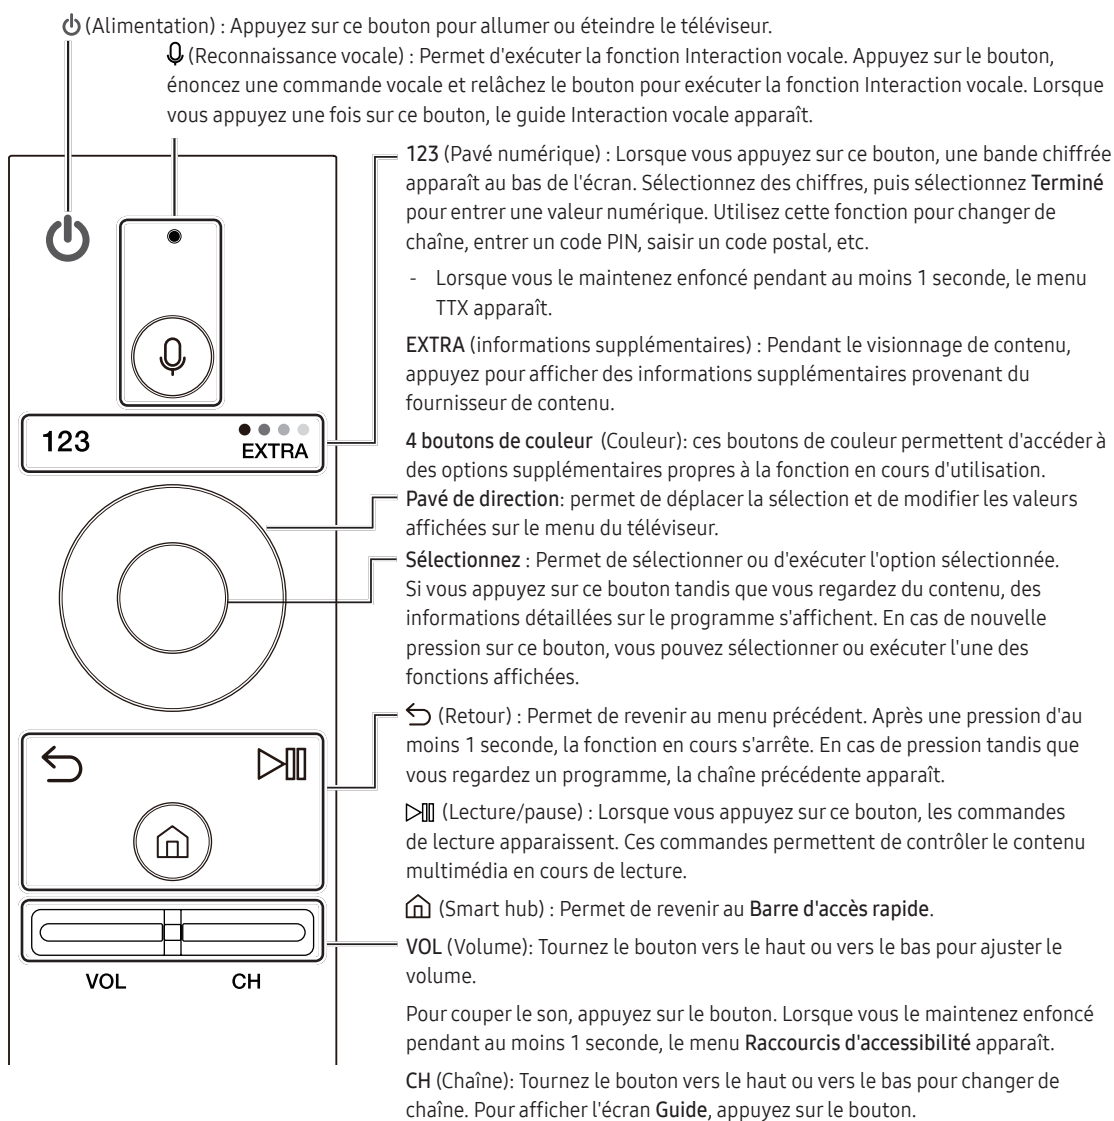 (Alimentation) : Appuyez sur ce bouton pour allumer ou éteindre le téléviseur.
(Reconnaissance vocale) : Permet d'exécuter la fonction Interaction vocale. Appuyez sur le bouton,
énoncez une commande vocale et relâchez le bouton pour exécuter la fonction Interaction vocale. Lorsque
vous appuyez une fois sur ce bouton, le guide Interaction vocale apparaît.
123 (Pavé numérique) : Lorsque vous appuyez sur ce bouton, une bande chiffrée
apparaît au bas de l'écran. Sélectionnez des chiffres, puis sélectionnez Terminé
pour entrer une valeur numérique. Utilisez cette fonction pour changer de
chaîne, entrer un code PIN, saisir un code postal, etc.
- Lorsque vous le maintenez enfoncé pendant au moins 1 seconde, le menu
TTX apparaît.
EXTRA (informations supplémentaires) : Pendant le visionnage de contenu,
appuyez pour afficher des informations supplémentaires provenant du
fournisseur de contenu.
123
EXTRA
4 boutons de couleur (Couleur): ces boutons de couleur permettent d'accéder à
des options supplémentaires propres à la fonction en cours d'utilisation.
Pavé de direction: permet de déplacer la sélection et de modifier les valeurs
affichées sur le menu du téléviseur.
Sélectionnez : Permet de sélectionner ou d'exécuter l'option sélectionnée.
Si vous appuyez sur ce bouton tandis que vous regardez du contenu, des
informations détaillées sur le programme s'affichent. En cas de nouvelle
pression sur ce bouton, vous pouvez sélectionner ou exécuter l'une des
fonctions affichées.
(Retour) : Permet de revenir au menu précédent. Après une pression d'au
moins 1 seconde, la fonction en cours s'arrête. En cas de pression tandis que
vous regardez un programme, la chaîne précédente apparaît.
(Lecture/pause) : Lorsque vous appuyez sur ce bouton, les commandes
de lecture apparaissent. Ces commandes permettent de contrôler le contenu
multimédia en cours de lecture.
(Smart hub) : Permet de revenir au Barre d'accès rapide.
VOL (Volume): Tournez le bouton vers le haut ou vers le bas pour ajuster le
volume.
VOL
CH
Pour couper le son, appuyez sur le bouton. Lorsque vous le maintenez enfoncé
pendant au moins 1 seconde, le menu Raccourcis d'accessibilité apparaît.
CH (Chaîne): Tournez le bouton vers le haut ou vers le bas pour changer de
chaîne. Pour afficher l'écran Guide, appuyez sur le bouton.